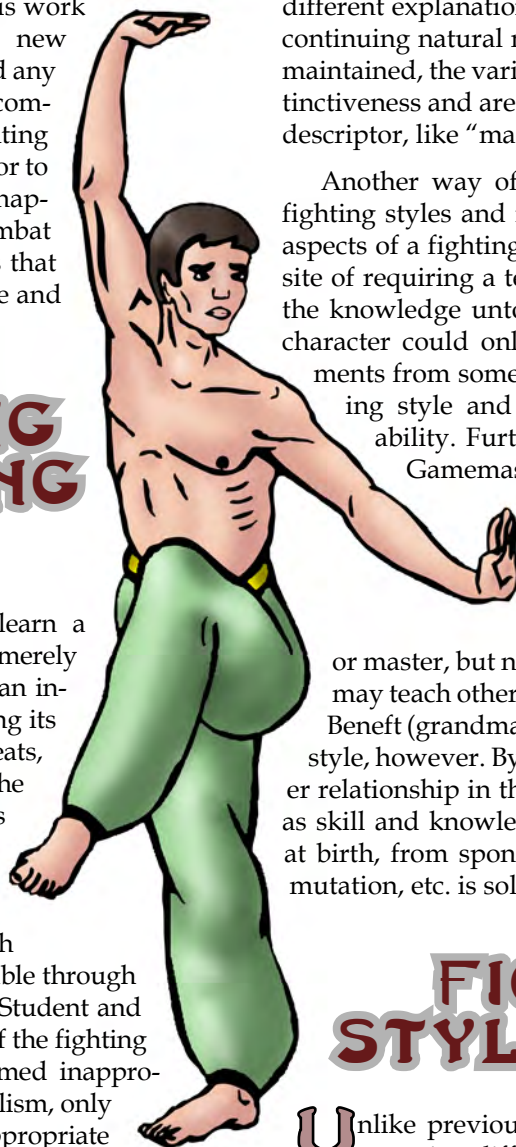 is work
new
d any
com-
ting
or to
hap-
mbat
that
e and
G
NG
learn a
merely
an in-
ng its
eats,
he
s
h
ble through
Student and
f the fighting
med inappro-
lism, only
propriate
different explanation
continuing natural
maintained, the vari
tinctiveness and are
descriptor, like “ma
Another way of
fighting styles and
aspects of a fighting
site of requiring a te
the knowledge unto
character could onl
ments from some
ing style and
ability. Furt
Gamemas
or master, but n
may teach other
Beneft (grandma
style, however. By
er relationship in th
as skill and knowle
at birth, from spon
mutation, etc. is sol
FIG
STYL
Unlike previou